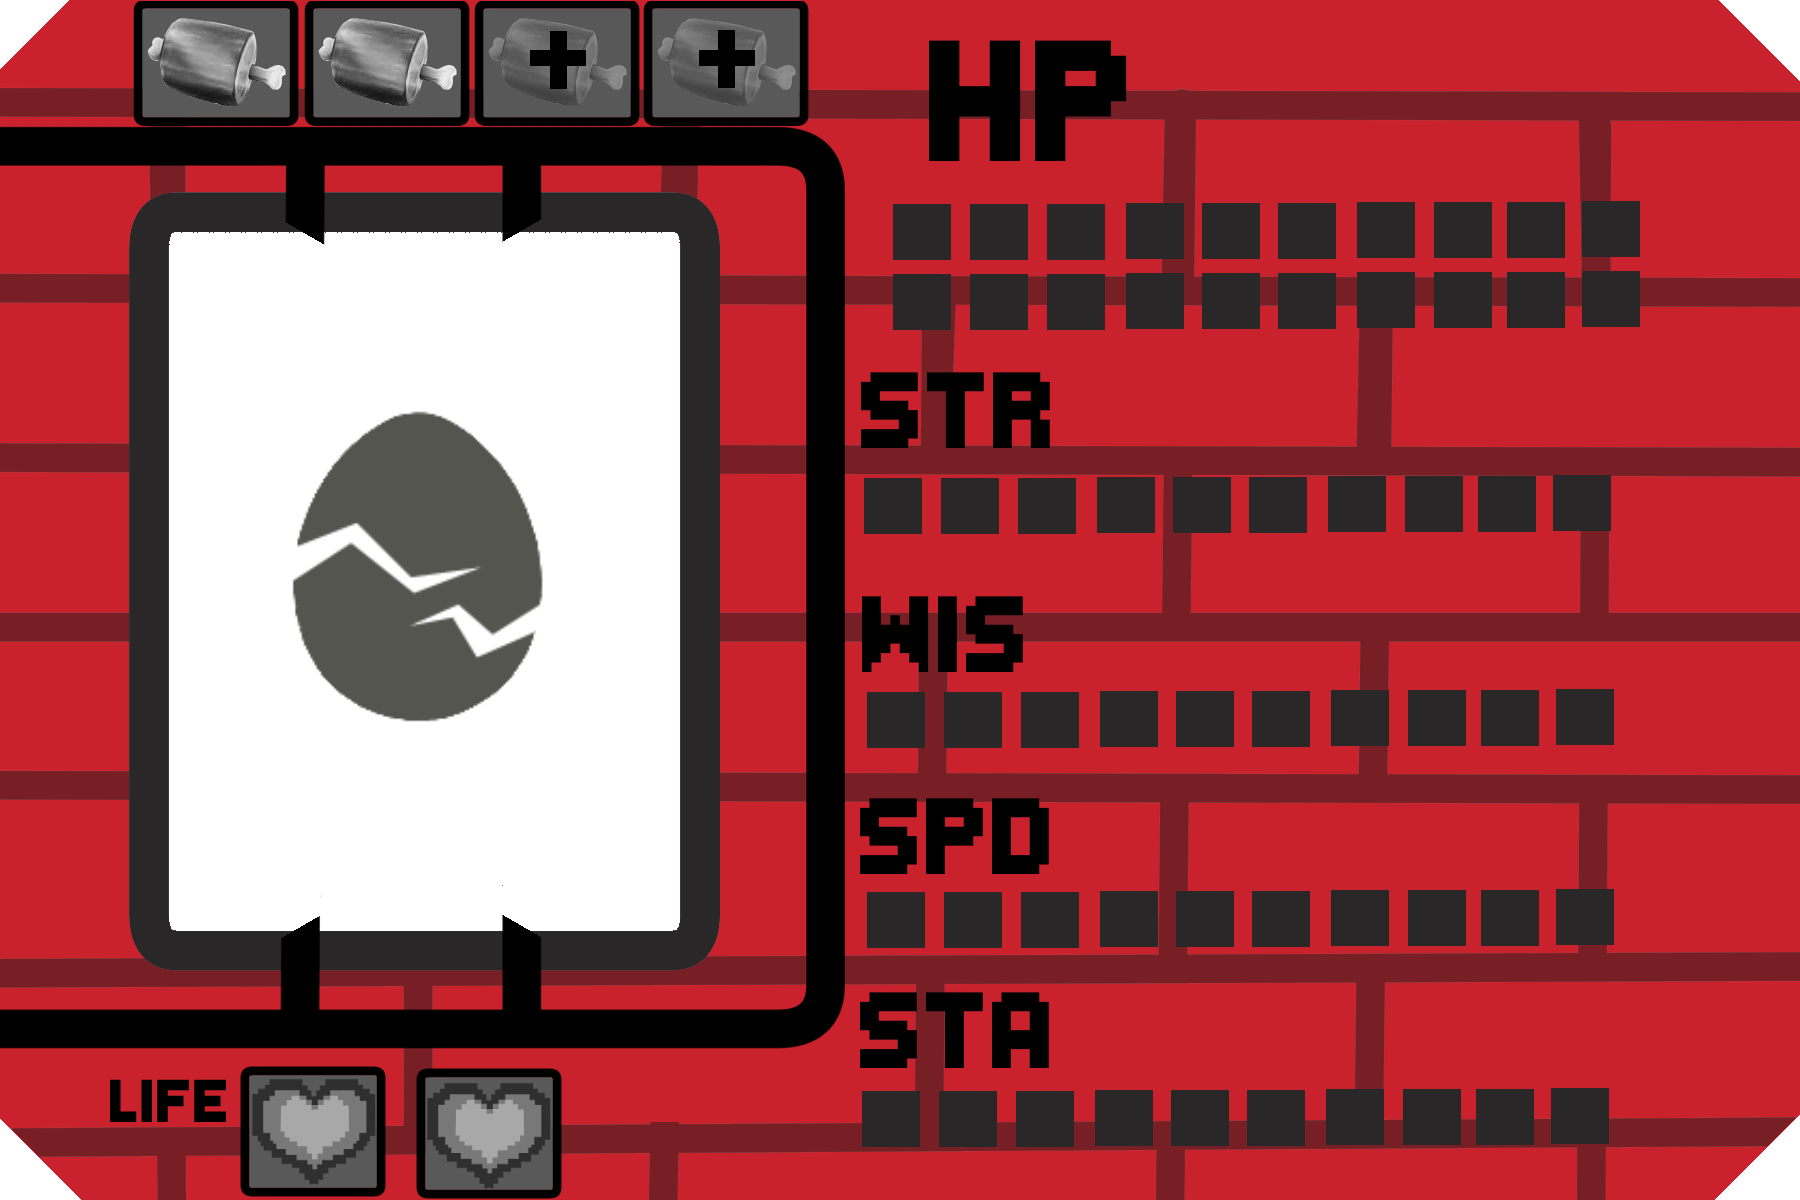 + +
HP
STR
WIS
SPD
STA
LIFE